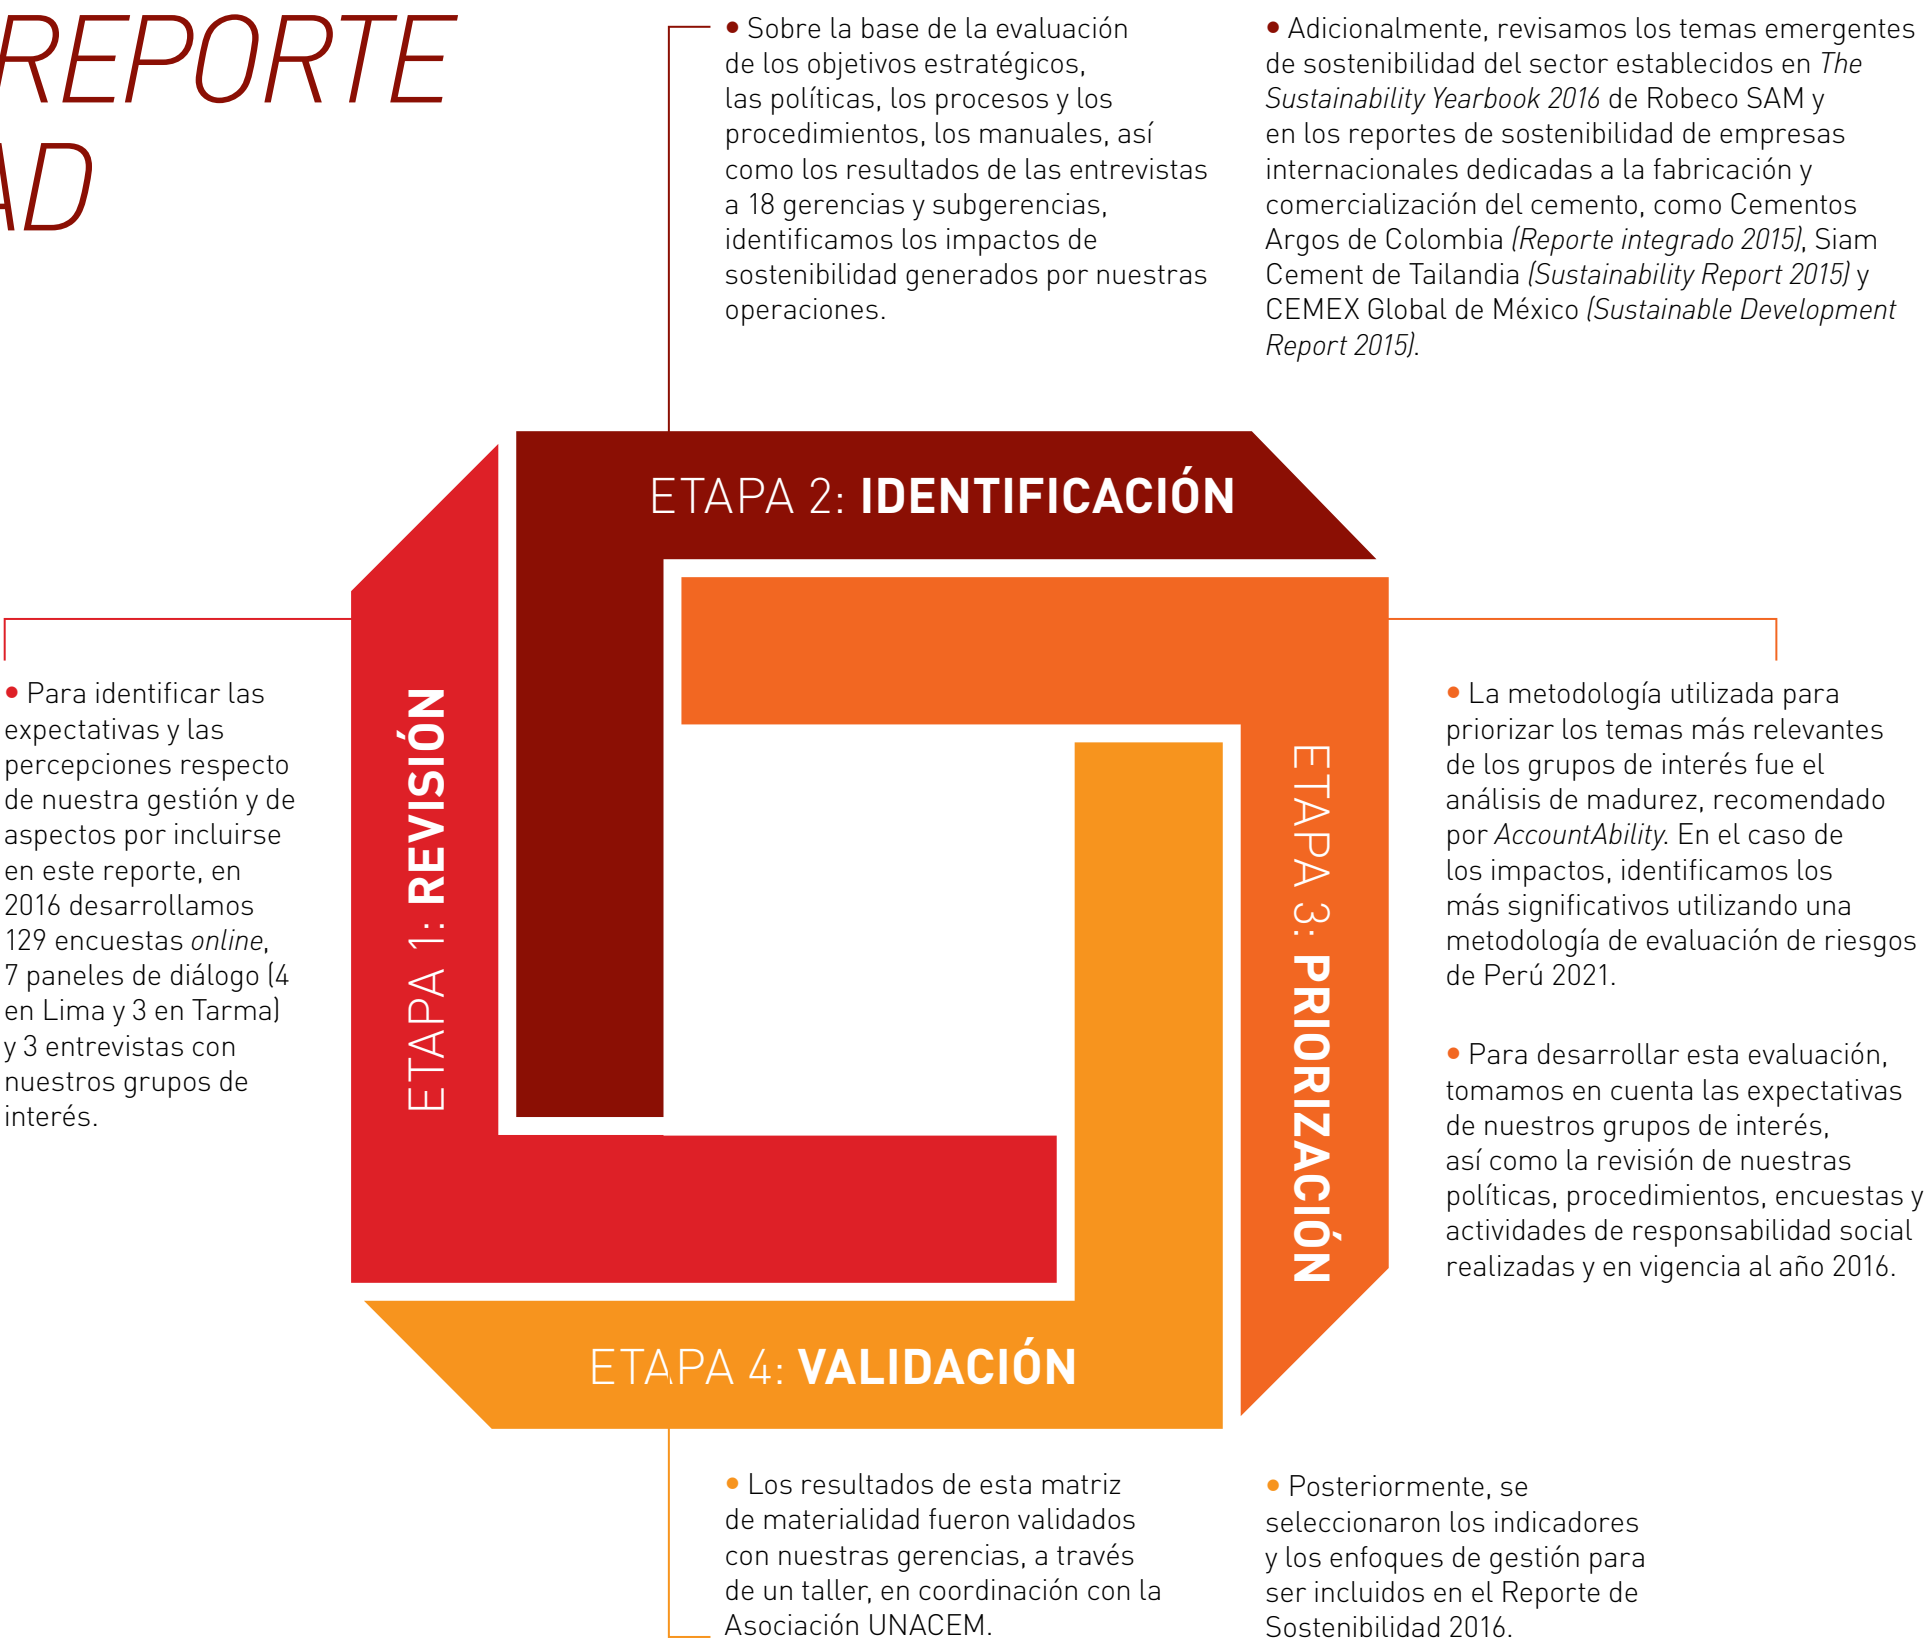 REPORTE
AD
• Sobre la base de la evaluación
de los objetivos estratégicos,
las políticas, los procesos y los
procedimientos, los manuales, así
como los resultados de las entrevistas
a 18 gerencias y subgerencias,
identificamos los impactos de
sostenibilidad generados por nuestras
operaciones.
• Adicionalmente, revisamos los temas emergentes
de sostenibilidad del sector establecidos en The
Sustainability Yearbook 2016 de Robeco SAM y
en los reportes de sostenibilidad de empresas
internacionales dedicadas a la fabricación y
comercialización del cemento, como Cementos
Argos de Colombia (Reporte integrado 2015), Siam
Cement de Tailandia (Sustainability Report 2015) y
CEMEX Global de México (Sustainable Development
Report 2015).
ETAPA 2: IDENTIFICACIÓN
• Para identificar las
expectativas y las
percepciones respecto
de nuestra gestión y de
aspectos por incluirse
en este reporte, en
2016 desarrollamos
129 encuestas online,
7 paneles de diálogo (4
en Lima y 3 en Tarma)
y 3 entrevistas con
nuestros grupos de
interés.
ETAPA 1: REVISIÓN
ETAPA 3: PRIORIZACIÓN
• La metodología utilizada para
priorizar los temas más relevantes
de los grupos de interés fue el
análisis de madurez, recomendado
por AccountAbility. En el caso de
los impactos, identificamos los
más significativos utilizando una
metodología de evaluación de riesgos
de Perú 2021.
• Para desarrollar esta evaluación,
tomamos en cuenta las expectativas
de nuestros grupos de interés,
así como la revisión de nuestras
políticas, procedimientos, encuestas y
actividades de responsabilidad social
realizadas y en vigencia al año 2016.
ETAPA 4: VALIDACIÓN
• Los resultados de esta matriz
de materialidad fueron validados
con nuestras gerencias, a través
de un taller, en coordinación con la
Asociación UNACEM.
• Posteriormente, se
seleccionaron los indicadores
y los enfoques de gestión para
ser incluidos en el Reporte de
Sostenibilidad 2016.